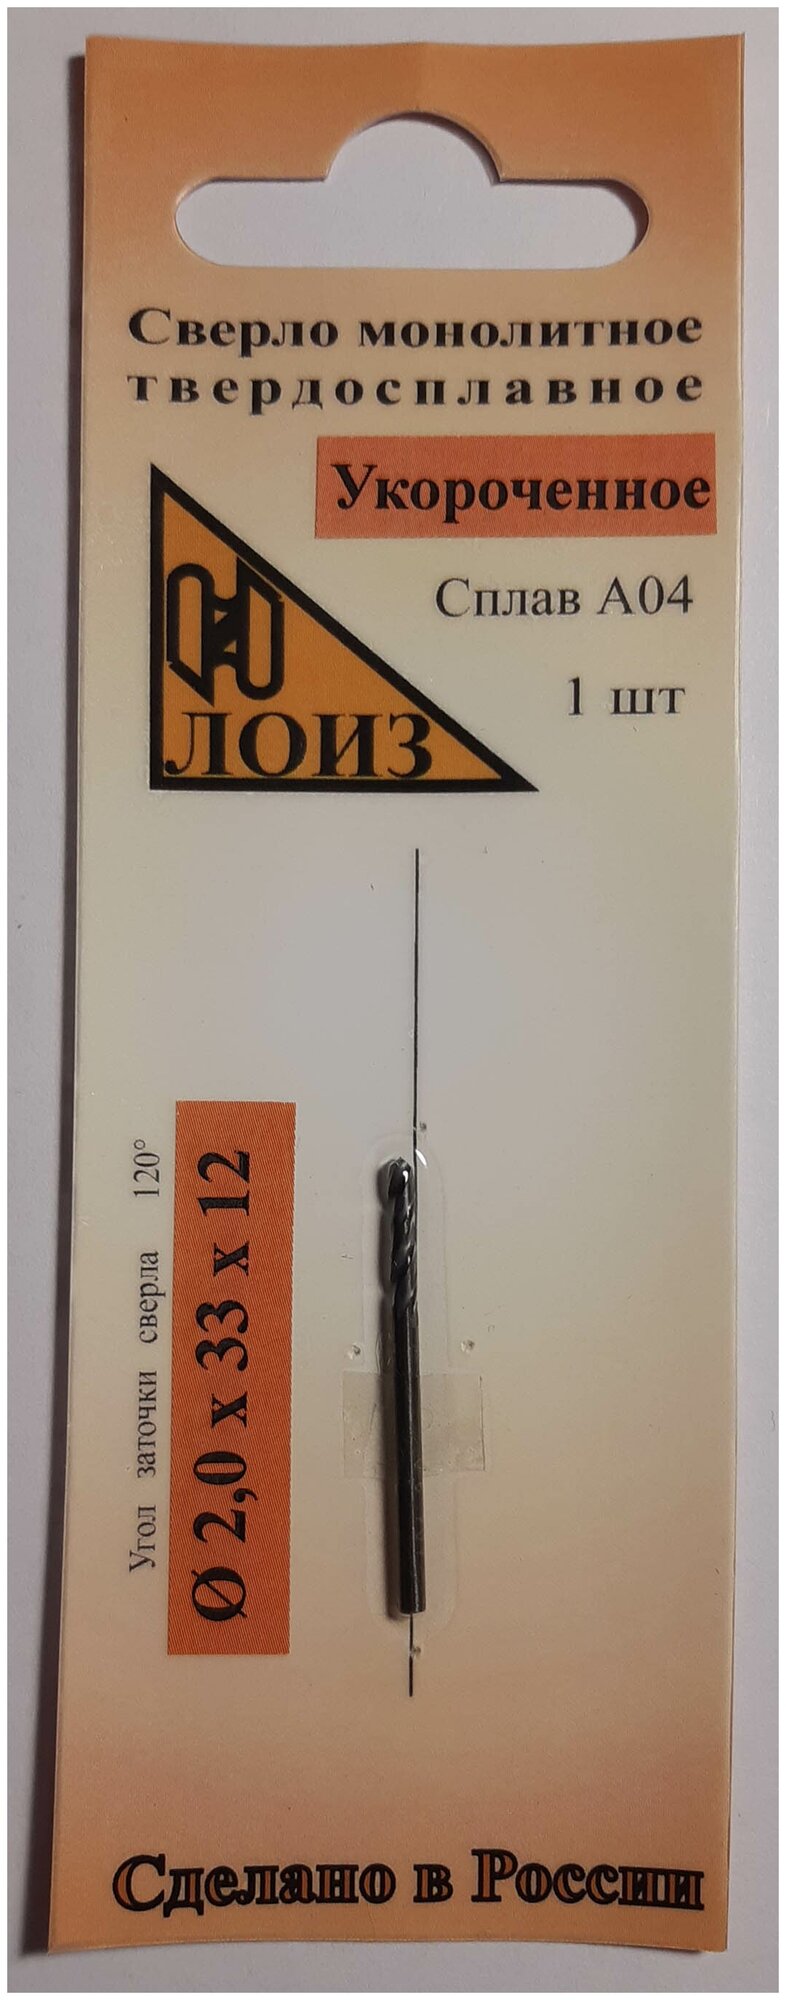 Сверло монолитное
твердосплавное
Укороченное
Сплав А04
1 шт
ЛОИЗ
Угол заточки сверла 120°
Ø 2,0 x 33 x 12
Сделано в России